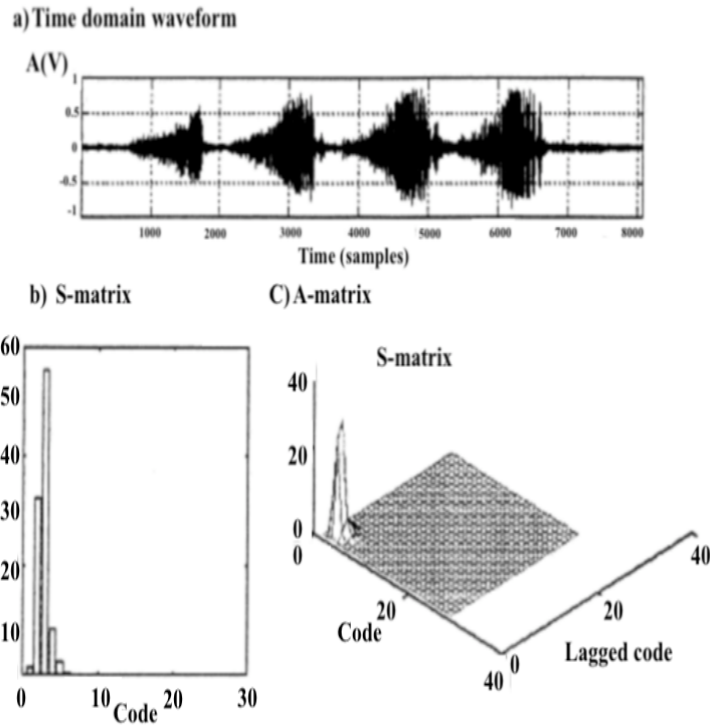 a) Time domain waveform
A(V)
1
0.5
0
-0.5
-1
1000 2000 3000 4000 5000 6000 7000 8000
Time (samples)
b) S-matrix
C) A-matrix
60
50
40
30
20
10
0 10 20 30
Code
S-matrix
40
20
0
0
20
40
Code
0
20
40
Lagged code